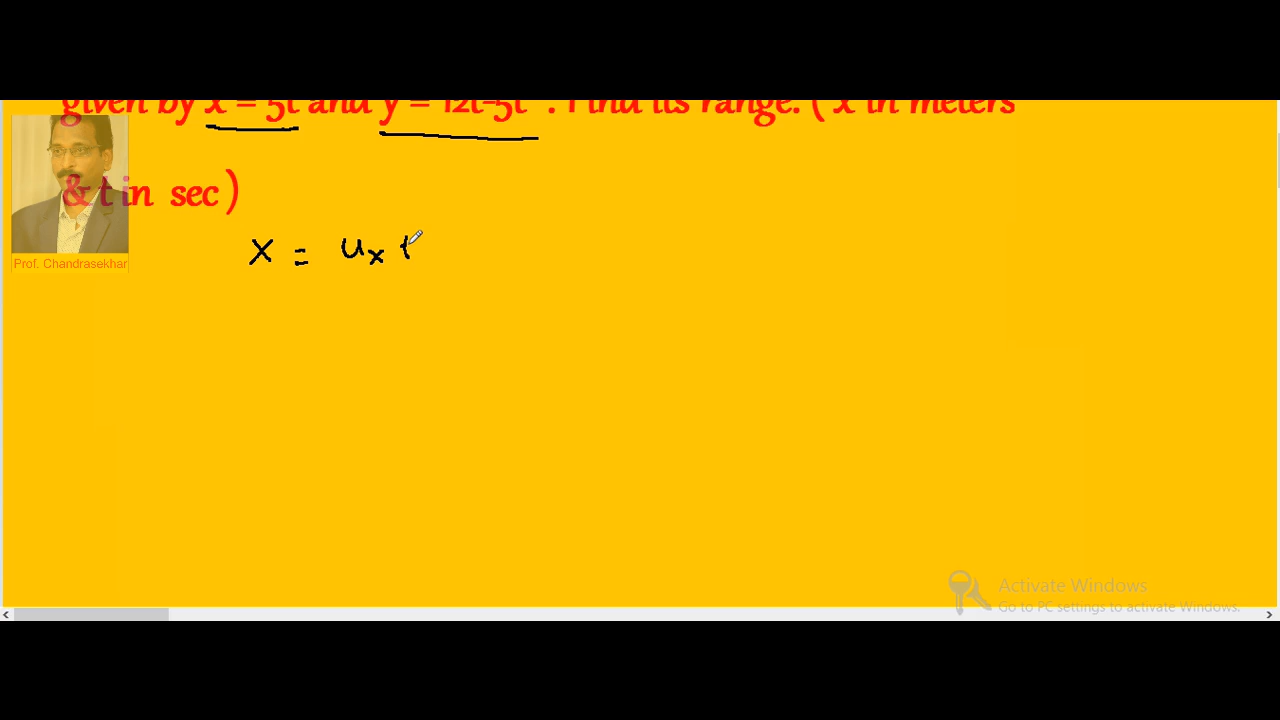 given by x = 5t and y = 12t-5t . Find its range. ( x in meters
& t in sec )
x = uₓ t
Prof. Chandrasekhar
Activate Windows
Go to PC settings to activate Windows.